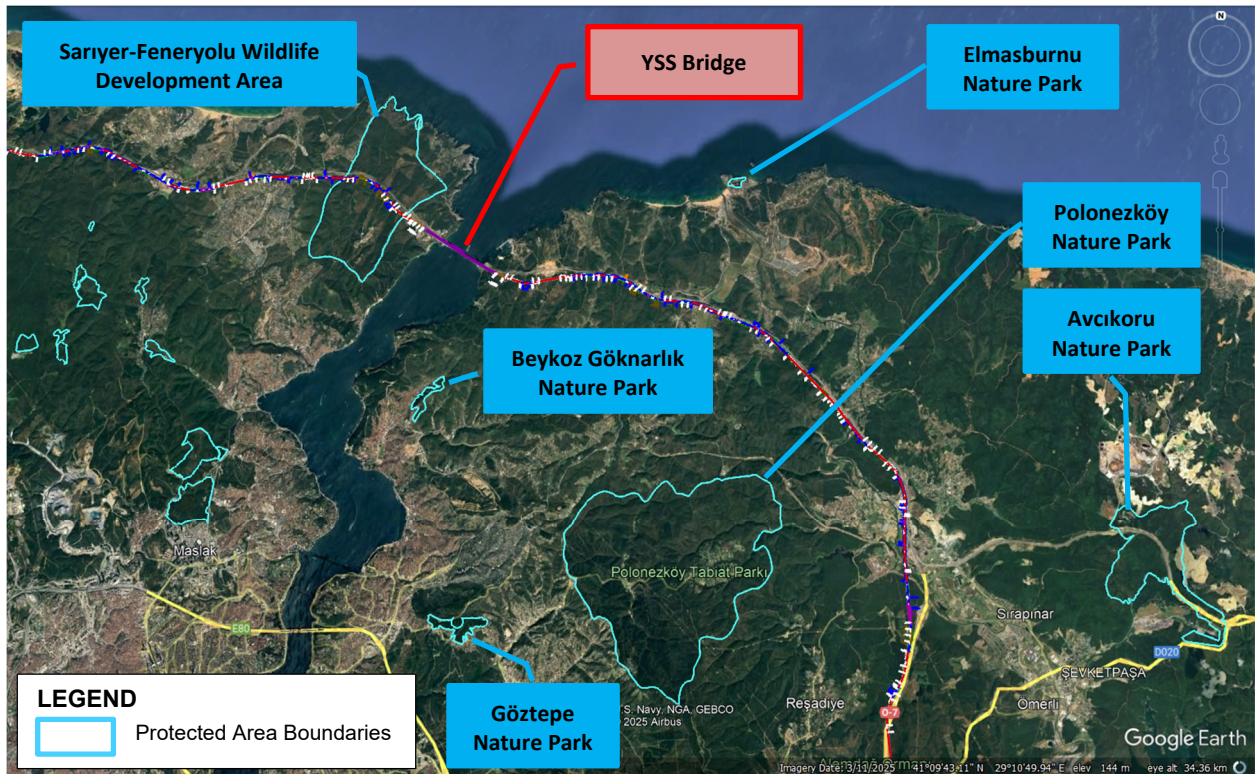 Sarıyer-Feneryolu Wildlife
Development Area
YSS Bridge
Elmasburnu
Nature Park
N
Polonezköy
Nature Park
Avcıkoru
Nature Park
Beykoz Göknarlık
Nature Park
Maslak
Polonezköy Tabiat Parkı
E80
Sırapınar
D020
ŞEVKETPAŞA
Ömerli
Reşadiye
O-7
LEGEND
Protected Area Boundaries
Göztepe
Nature Park
S. Navy, NGA, GEBCO
2025 Airbus
Google Earth
Imagery Date: 3/11/2025 41°09'43.11" N 29°10'49.94" E elev 144 m eye alt 34.36 km